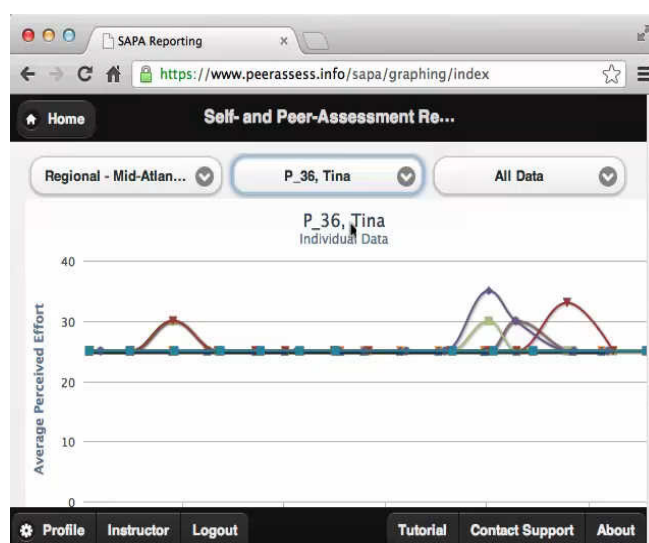 SAPA Reporting
https://www.peerassess.info/sapa/graphing/index
Home
Self- and Peer-Assessment Re...
Regional - Mid-Atlan...
P_36, Tina
All Data
P_36, Tina
Individual Data
Average Perceived Effort
40
30
20
10
0
Profile Instructor Logout Tutorial Contact Support About